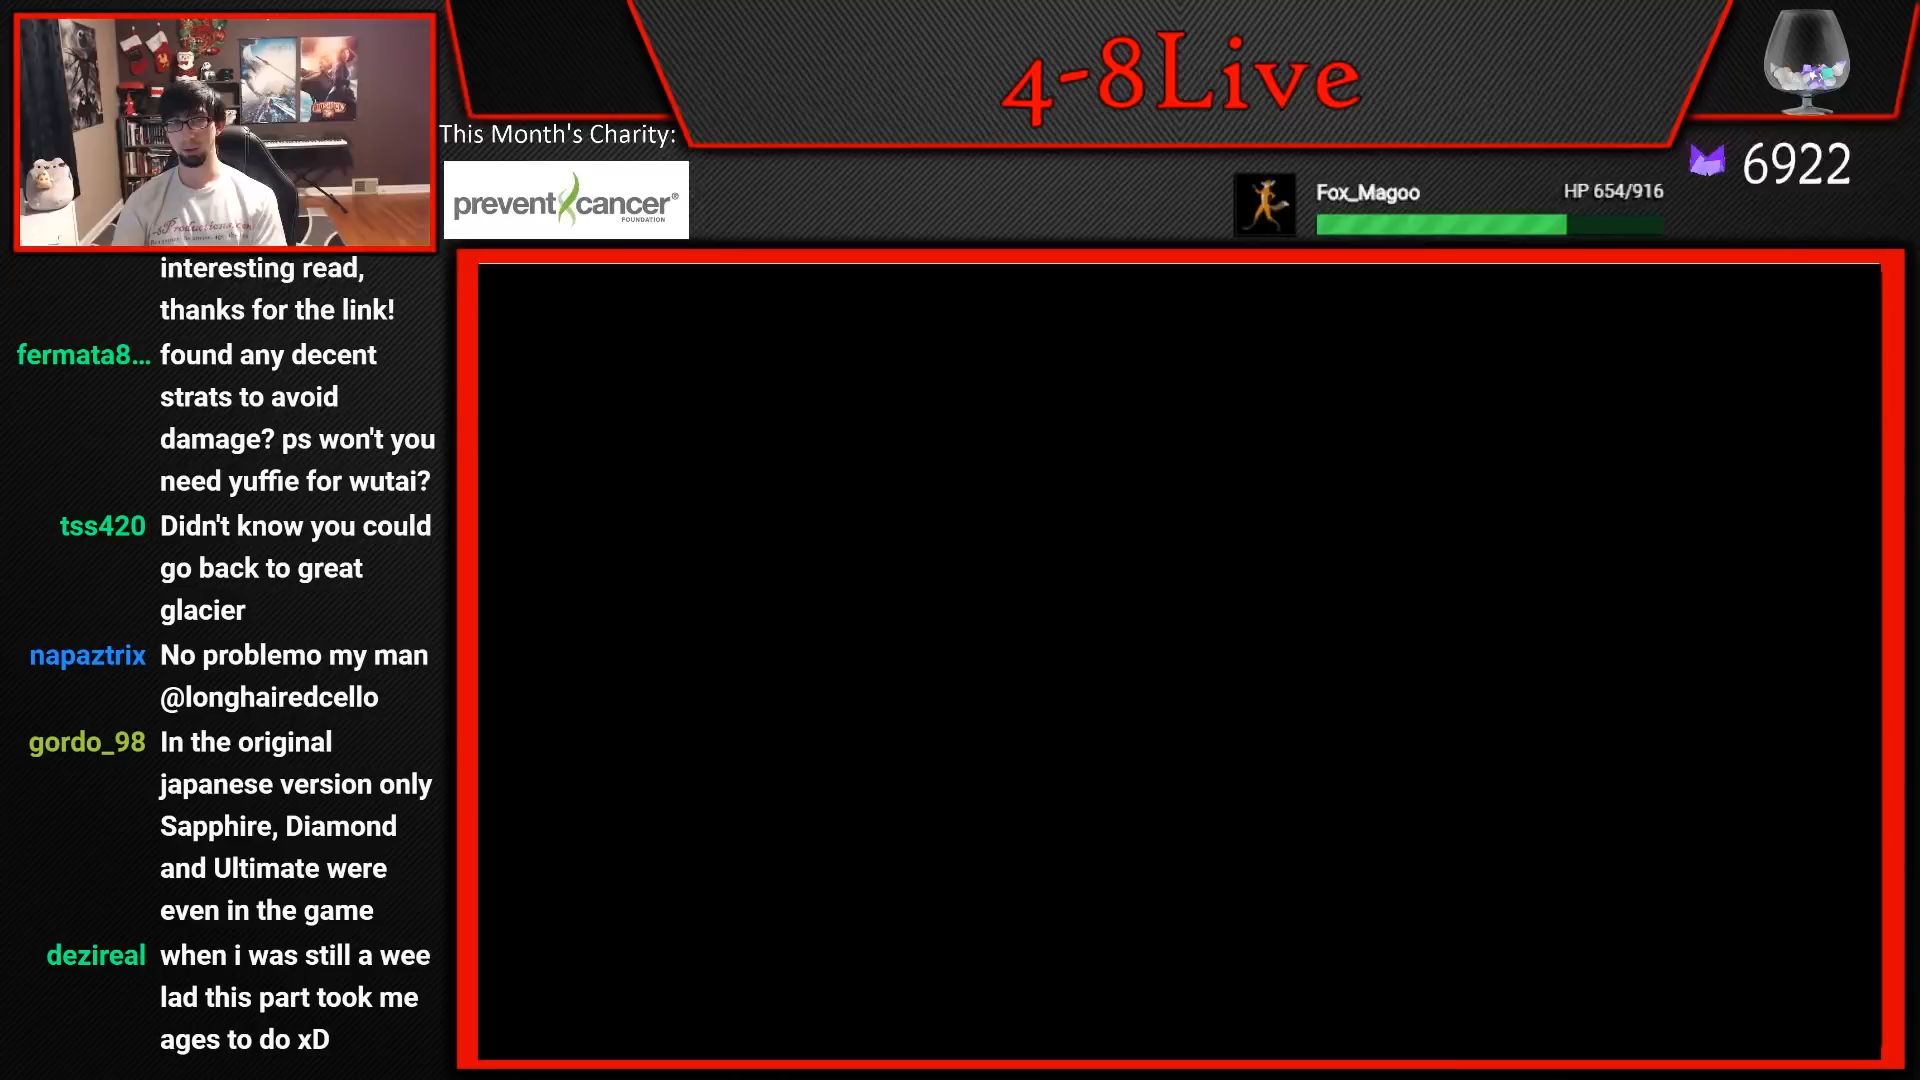 4-8Live
This Month's Charity:
prevent cancer®
FOUNDATION
6922
Fox_Magoo
HP 654/916
interesting read,
thanks for the link!
fermata8... found any decent
strats to avoid
damage? ps won't you
need yuffie for wutai?
tss420 Didn't know you could
go back to great
glacier
napaztrix No problemo my man
@longhairedcello
gordo_98 In the original
japanese version only
Sapphire, Diamond
and Ultimate were
even in the game
dezireal when i was still a wee
lad this part took me
ages to do xD